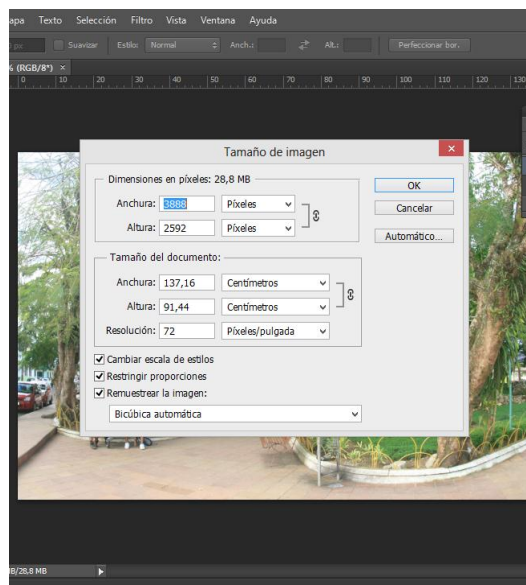 apa Texto Selección Filtro Vista Ventana Ayuda
0 px Suavizar Estilo: Normal Anch.: Alt.: Perfeccionar bor.
% (RGB/8*) ×
0 10 20 30 40 50 60 70 80 90 100 110 120 130
Tamaño de imagen
Dimensiones en píxeles: 28,8 MB
Anchura: 3888 Píxeles
Altura: 2592 Píxeles
OK
Cancelar
Automático...
Tamaño del documento:
Anchura: 137,16 Centímetros
Altura: 91,44 Centímetros
Resolución: 72 Píxeles/pulgada
Cambiar escala de estilos
Restringir proporciones
Remuestrear la imagen:
Bicúbica automática
MB/28.8 MB